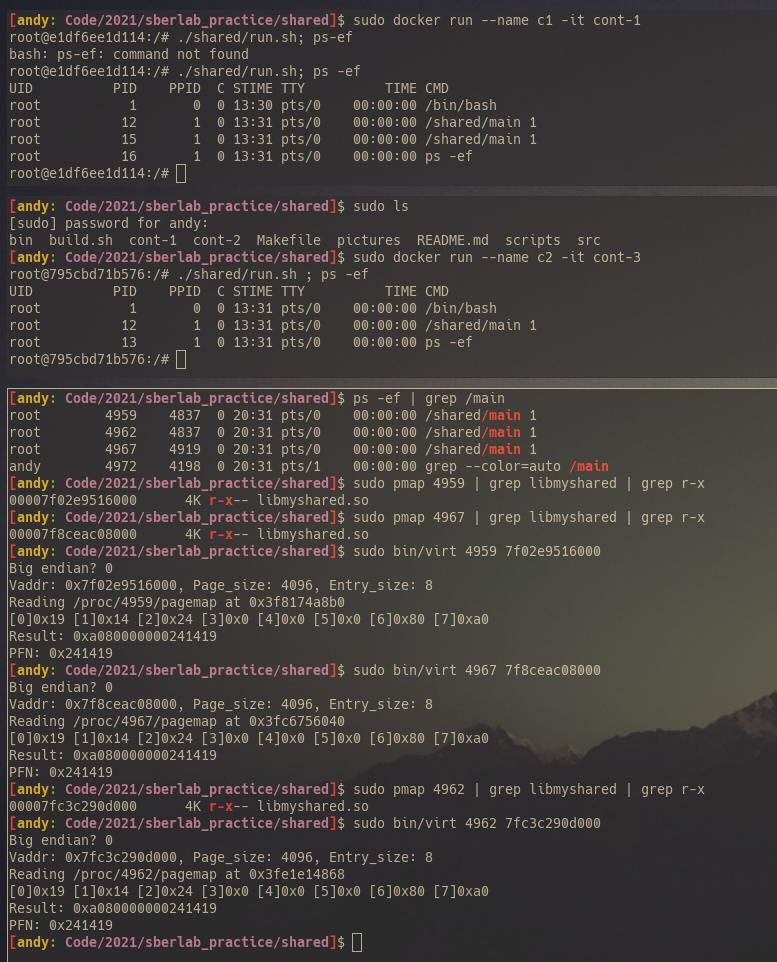 [andy: Code/2021/sberlab_practice/shared]$ sudo docker run --name c1 -it cont-1
root@e1df6ee1d114:/# ./shared/run.sh; ps-ef
bash: ps-ef: command not found
root@e1df6ee1d114:/# ./shared/run.sh; ps -ef
UID         PID    PPID  C STIME TTY          TIME CMD
root          1       0  0 13:30 pts/0    00:00:00 /bin/bash
root         12       1  0 13:31 pts/0    00:00:00 /shared/main 1
root         15       1  0 13:31 pts/0    00:00:00 /shared/main 1
root         16       1  0 13:31 pts/0    00:00:00 ps -ef
root@e1df6ee1d114:/#
[andy: Code/2021/sberlab_practice/shared]$ sudo ls
[sudo] password for andy:
bin  build.sh  cont-1  cont-2  Makefile  pictures  README.md  scripts  src
[andy: Code/2021/sberlab_practice/shared]$ sudo docker run --name c2 -it cont-3
root@795cbd71b576:/# ./shared/run.sh ; ps -ef
UID         PID    PPID  C STIME TTY          TIME CMD
root          1       0  0 13:31 pts/0    00:00:00 /bin/bash
root         12       1  0 13:31 pts/0    00:00:00 /shared/main 1
root         13       1  0 13:31 pts/0    00:00:00 ps -ef
root@795cbd71b576:/#
[andy: Code/2021/sberlab_practice/shared]$ ps -ef | grep /main
root        4959    4837  0 20:31 pts/0    00:00:00 /shared/main 1
root        4962    4837  0 20:31 pts/0    00:00:00 /shared/main 1
root        4967    4919  0 20:31 pts/0    00:00:00 /shared/main 1
andy        4972    4198  0 20:31 pts/1    00:00:00 grep --color=auto /main
[andy: Code/2021/sberlab_practice/shared]$ sudo pmap 4959 | grep libmyshared | grep r-x
00007f02e9516000      4K r-x-- libmyshared.so
[andy: Code/2021/sberlab_practice/shared]$ sudo pmap 4967 | grep libmyshared | grep r-x
00007f8ceac08000      4K r-x-- libmyshared.so
[andy: Code/2021/sberlab_practice/shared]$ sudo bin/virt 4959 7f02e9516000
Big endian? 0
Vaddr: 0x7f02e9516000, Page_size: 4096, Entry_size: 8
Reading /proc/4959/pagemap at 0x3f8174a8b0
[0]0x19 [1]0x14 [2]0x24 [3]0x0 [4]0x0 [5]0x0 [6]0x80 [7]0xa0
Result: 0xa080000000241419
PFN: 0x241419
[andy: Code/2021/sberlab_practice/shared]$ sudo bin/virt 4967 7f8ceac08000
Big endian? 0
Vaddr: 0x7f8ceac08000, Page_size: 4096, Entry_size: 8
Reading /proc/4967/pagemap at 0x3fc6756040
[0]0x19 [1]0x14 [2]0x24 [3]0x0 [4]0x0 [5]0x0 [6]0x80 [7]0xa0
Result: 0xa080000000241419
PFN: 0x241419
[andy: Code/2021/sberlab_practice/shared]$ sudo pmap 4962 | grep libmyshared | grep r-x
00007fc3c290d000      4K r-x-- libmyshared.so
[andy: Code/2021/sberlab_practice/shared]$ sudo bin/virt 4962 7fc3c290d000
Big endian? 0
Vaddr: 0x7fc3c290d000, Page_size: 4096, Entry_size: 8
Reading /proc/4962/pagemap at 0x3fe1e14868
[0]0x19 [1]0x14 [2]0x24 [3]0x0 [4]0x0 [5]0x0 [6]0x80 [7]0xa0
Result: 0xa080000000241419
PFN: 0x241419
[andy: Code/2021/sberlab_practice/shared]$